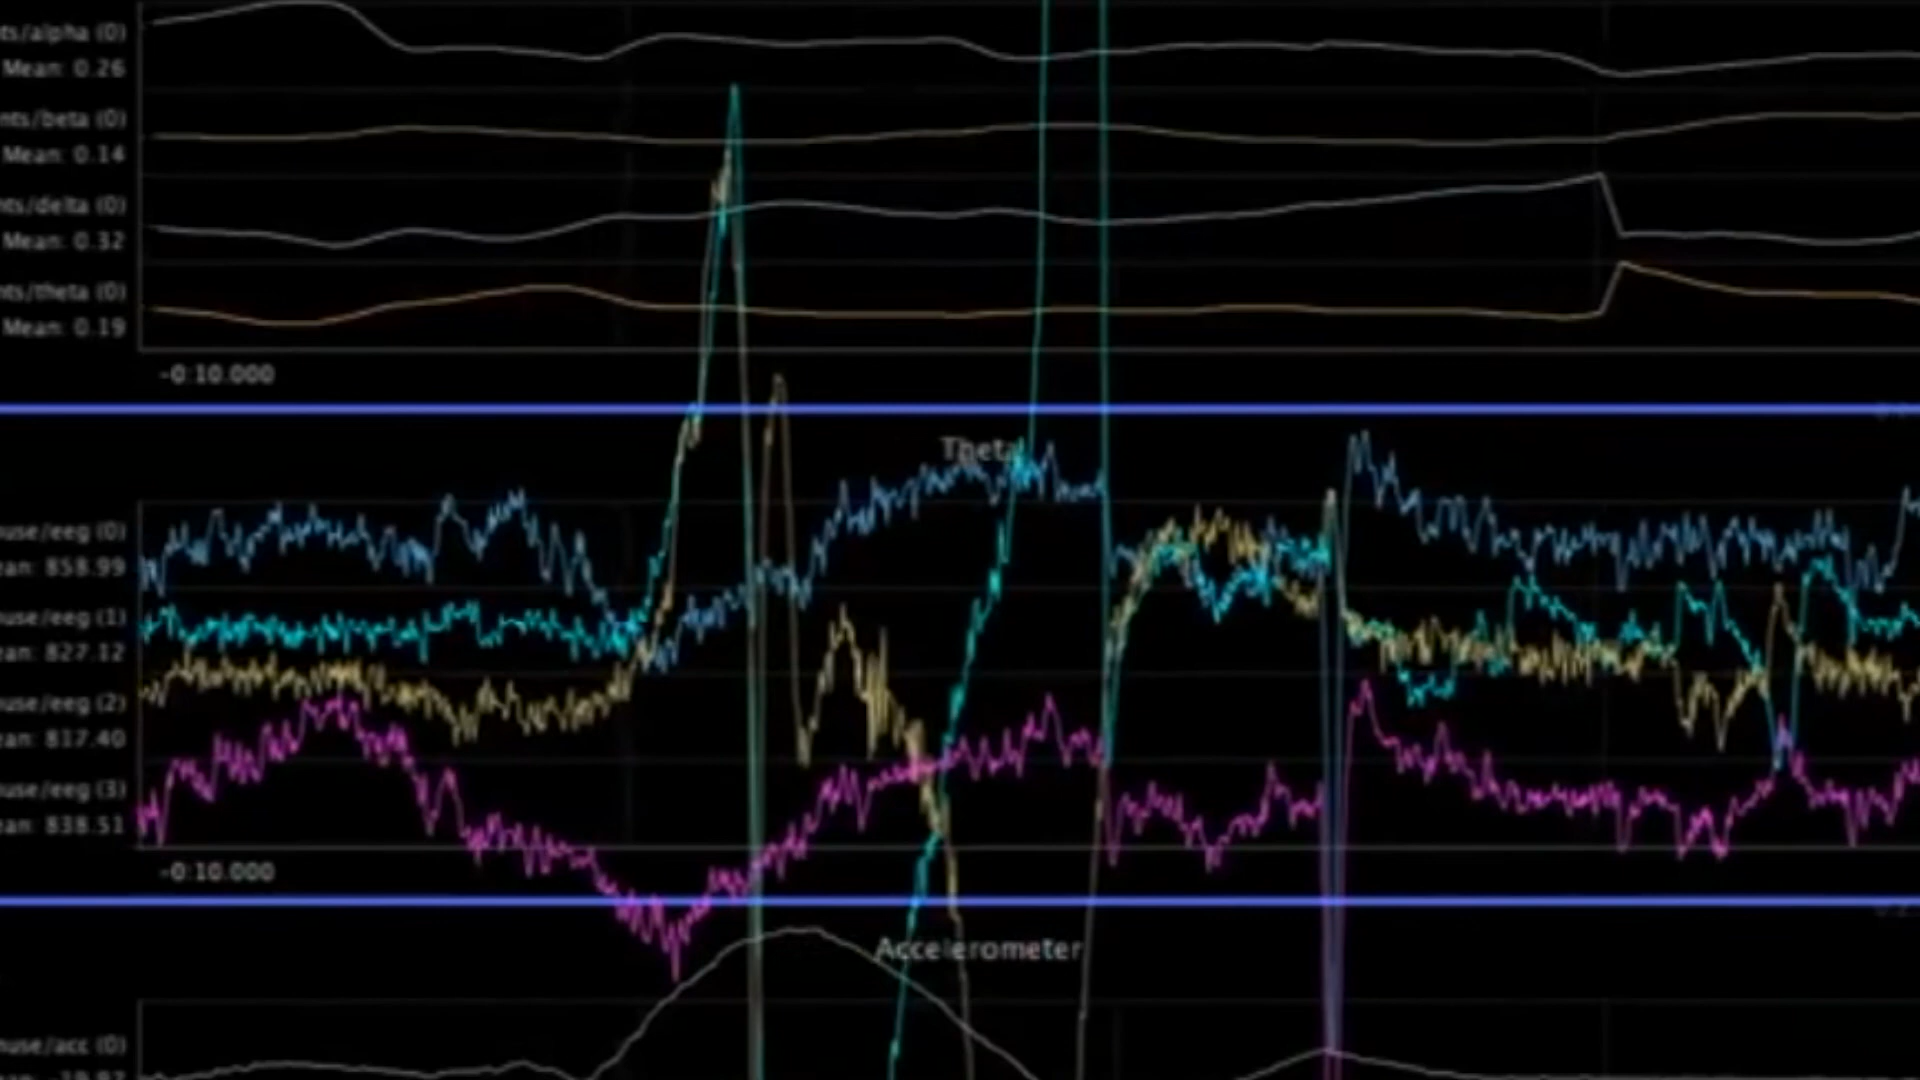 ts/alpha (0)
Mean: 0.26
nts/beta (0)
Mean: 0.14
nts/delta (0)
Mean: 0.32
nts/theta (0)
Mean: 0.19
-0:10.000
Theta
use/eeg (0)
ean: 858.99
use/eeg (1)
ean: 827.12
use/eeg (2)
ean: 817.40
use/eeg (3)
ean: 838.51
-0:10.000
Accelerometer
muse/acc (0)